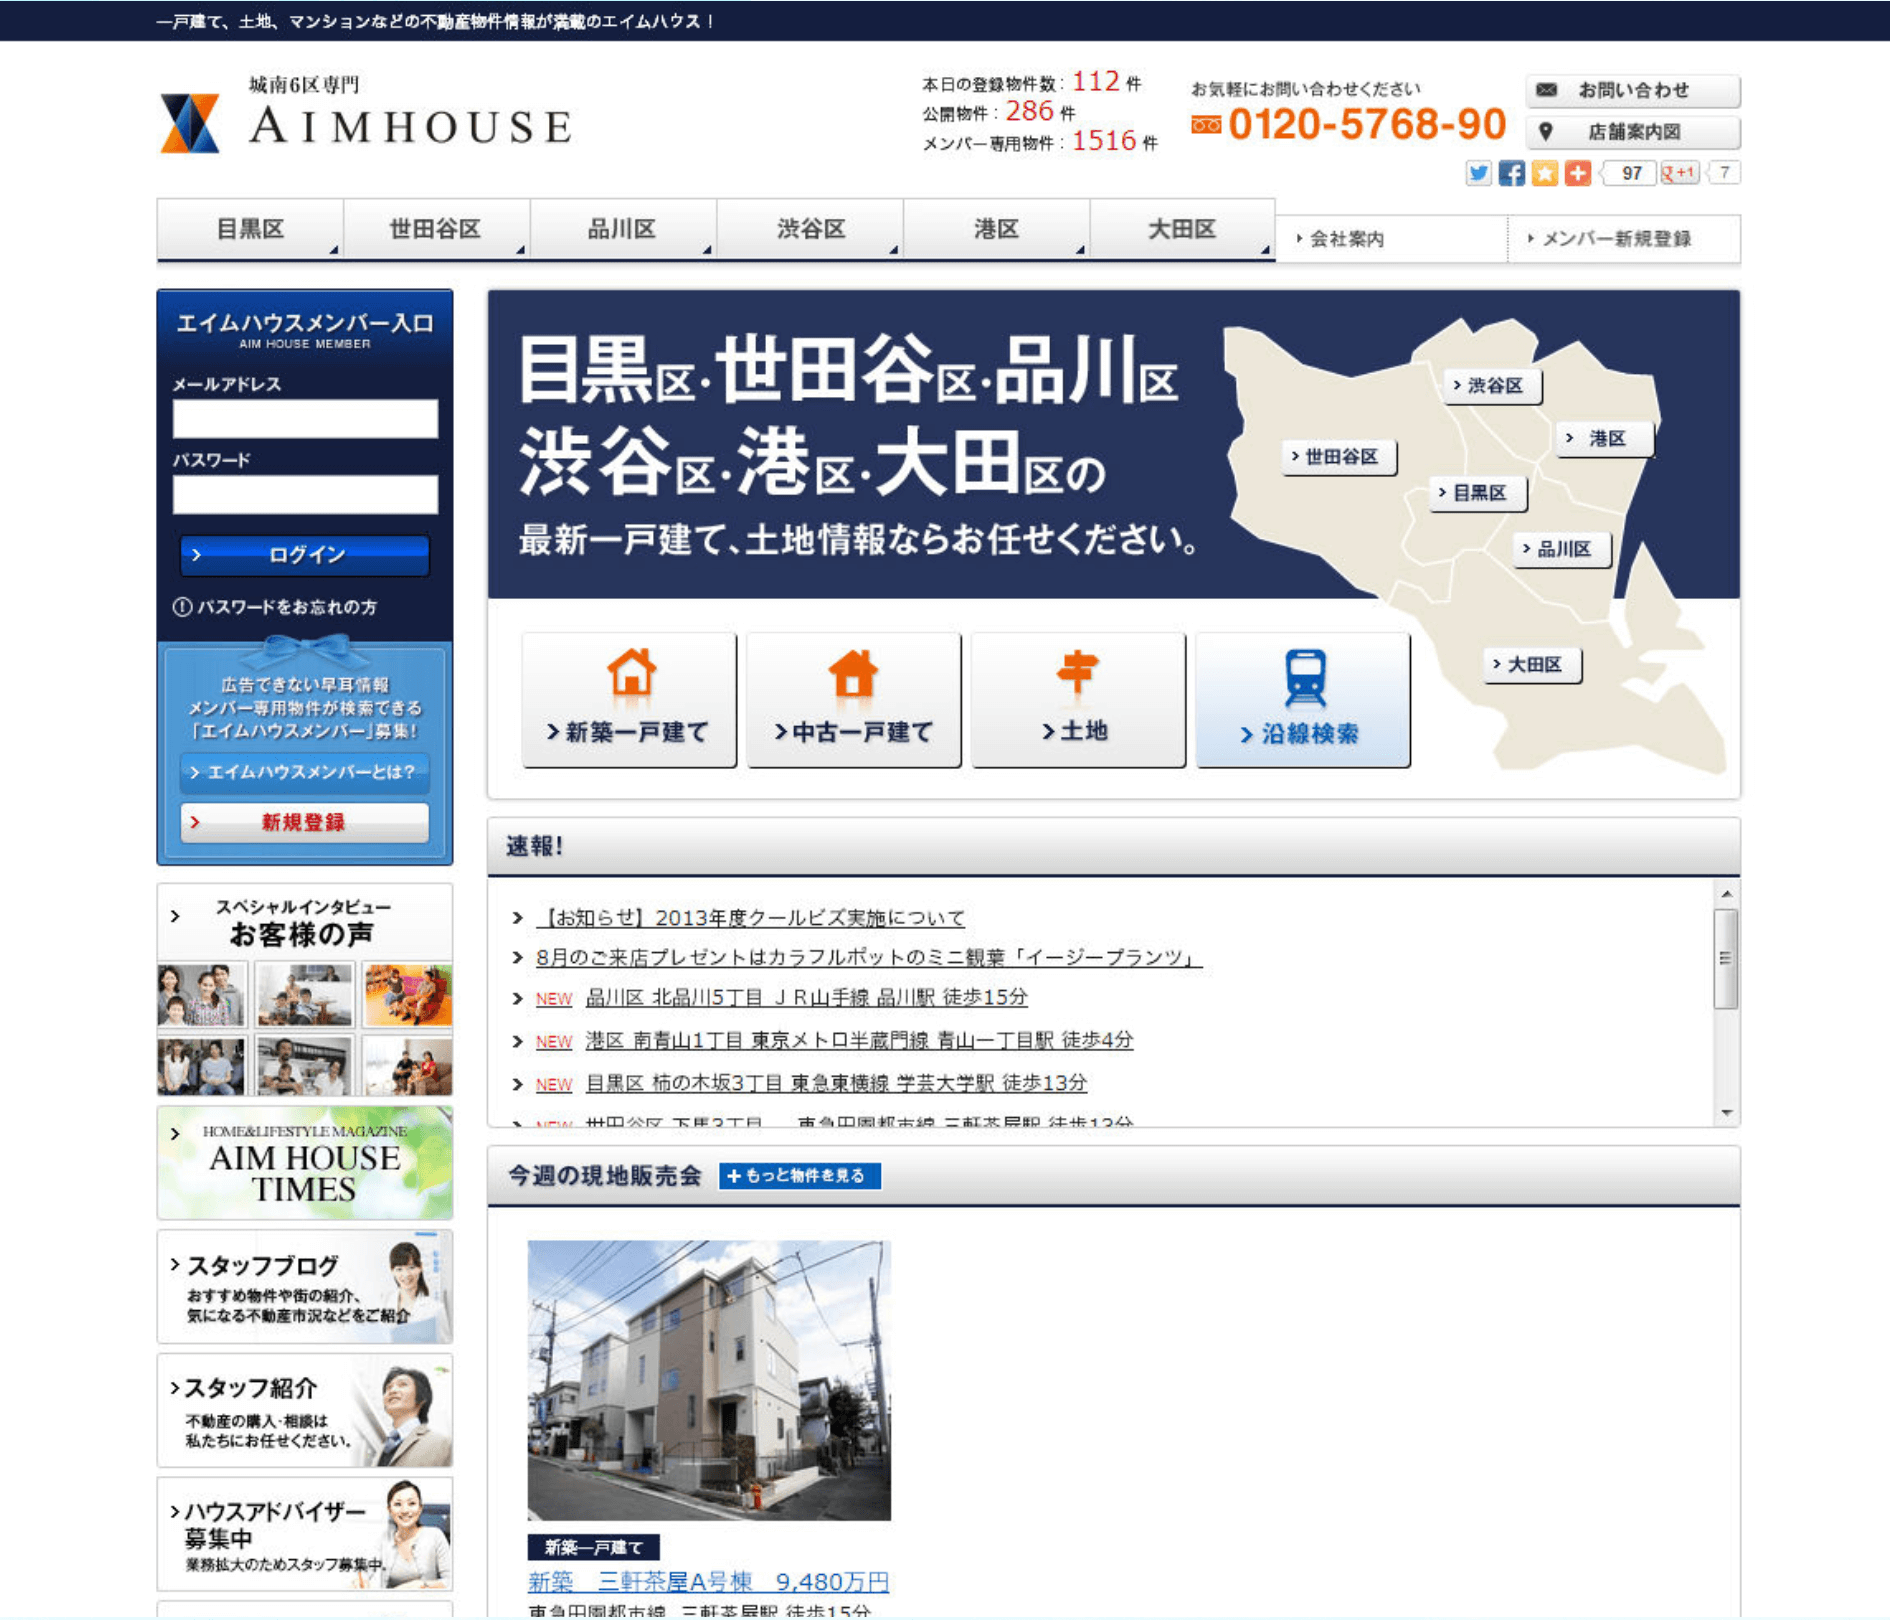 一戸建て、土地、マンションなどの不動産物件情報が満載のエイムハウス！
城南6区専門
AIMHOUSE
本日の登録物件数：112 件
公開物件：286 件
メンバー専用物件：1516 件
お気軽にお問い合わせください
0120-5768-90
お問い合わせ
店舗案内図
97
+1
7
目黒区
世田谷区
品川区
渋谷区
港区
大田区
会社案内
メンバー新規登録
エイムハウスメンバー入口
AIM HOUSE MEMBER
メールアドレス
パスワード
ログイン
パスワードをお忘れの方
広告できない早耳情報
メンバー専用物件が検索できる
「エイムハウスメンバー」募集！
エイムハウスメンバーとは？
新規登録
スペシャルインタビュー
お客様の声
HOME&LIFESTYLE MAGAZINE
AIM HOUSE
TIMES
スタッフブログ
おすすめ物件や街の紹介、
気になる不動産市況などをご紹介
スタッフ紹介
不動産の購入・相談は
私たちにお任せください。
ハウスアドバイザー
募集中
業務拡大のためスタッフ募集中。
目黒区・世田谷区・品川区
渋谷区・港区・大田区の
最新一戸建て、土地情報ならお任せください。
渋谷区
港区
世田谷区
目黒区
品川区
大田区
新築一戸建て
中古一戸建て
土地
沿線検索
速報！
【お知らせ】2013年度クールビズ実施について
8月のご来店プレゼントはカラフルポットのミニ観葉「イージープランツ」
NEW 品川区 北品川5丁目 ＪＲ山手線 品川駅 徒歩15分
NEW 港区 南青山1丁目 東京メトロ半蔵門線 青山一丁目駅 徒歩4分
NEW 目黒区 柿の木坂3丁目 東急東横線 学芸大学駅 徒歩13分
NEW 世田谷区 下馬3丁目 東急田園都市線 三軒茶屋駅 徒歩13分
今週の現地販売会
+もっと物件を見る
新築一戸建て
新築　三軒茶屋A号棟　9,480万円
東急田園都市線 三軒茶屋駅 徒歩15分